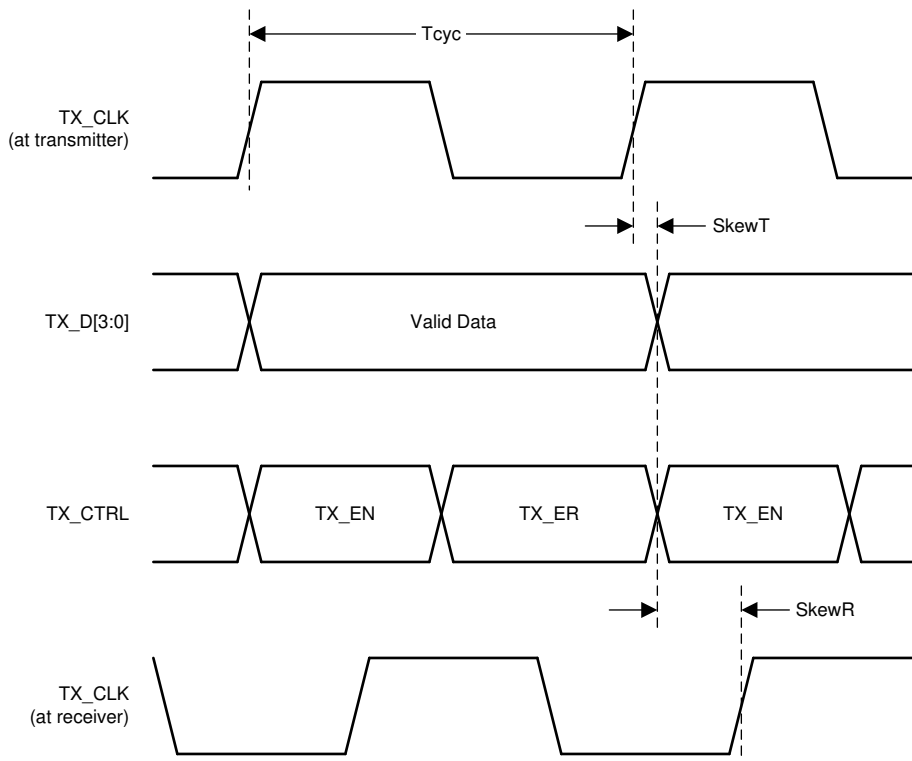 Tcyc
TX_CLK
(at transmitter)
SkewT
TX_D[3:0]
Valid Data
TX_CTRL
TX_EN
TX_ER
TX_EN
SkewR
TX_CLK
(at receiver)